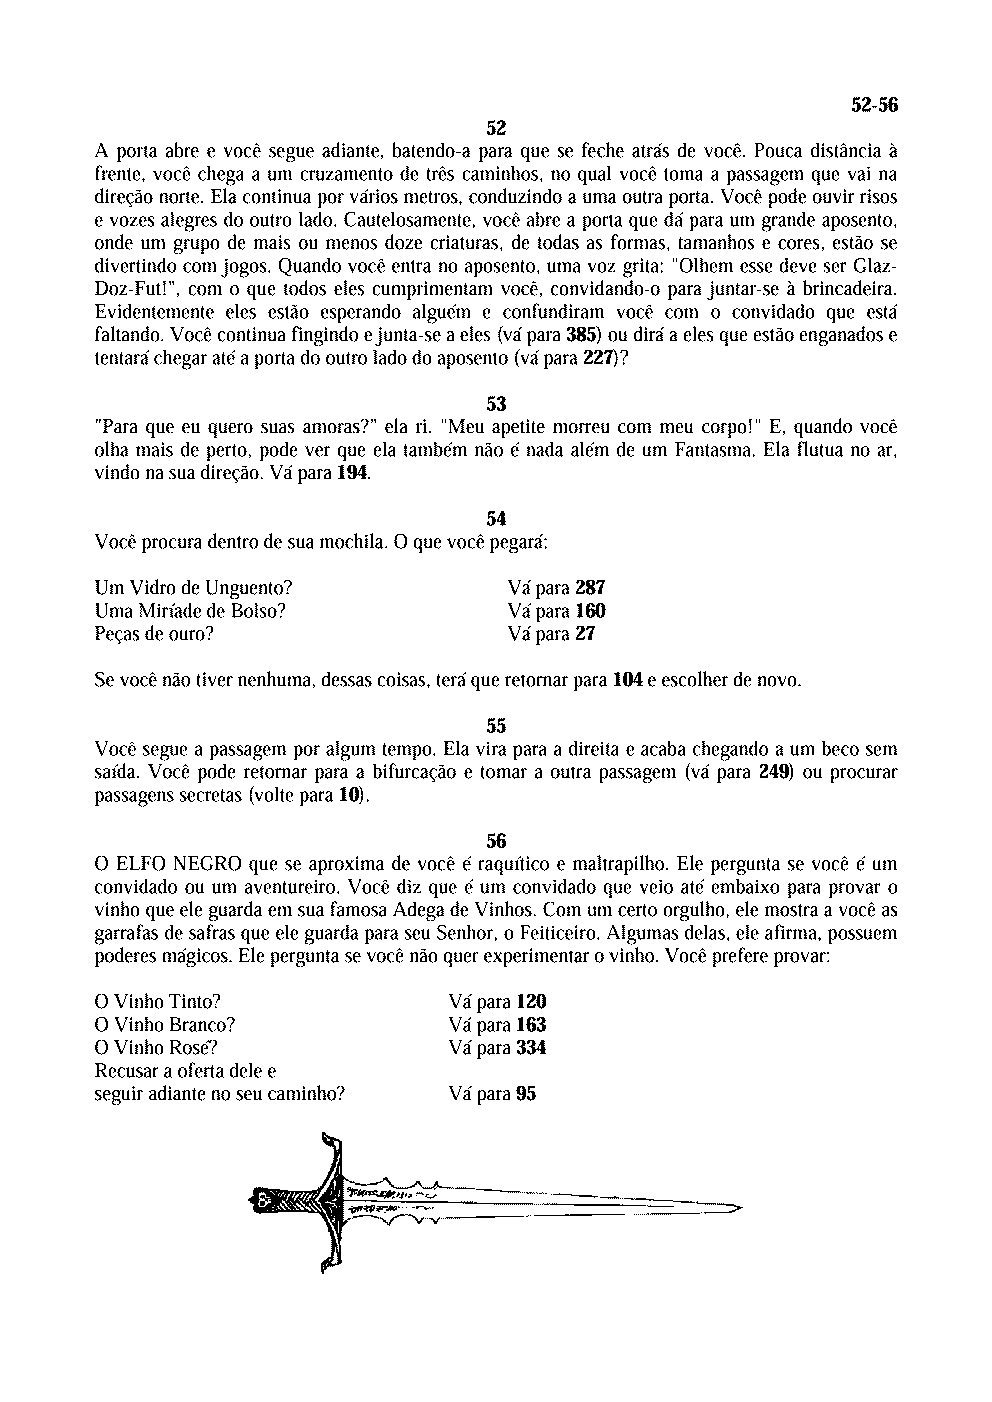 52-56
52
A porta abre e você segue adiante, batendo-a para que se feche atrás de você. Pouca distância à
frente, você chega a um cruzamento de três caminhos, no qual você toma a passagem que vai na
direção norte. Ela continua por vários metros, conduzindo a uma outra porta. Você pode ouvir risos
e vozes alegres do outro lado. Cautelosamente, você abre a porta que dá para um grande aposento,
onde um grupo de mais ou menos doze criaturas, de todas as formas, tamanhos e cores, estão se
divertindo com jogos. Quando você entra no aposento, uma voz grita: "Olhem esse deve ser Glaz-
Doz-Fut!", com o que todos eles cumprimentam você, convidando-o para juntar-se à brincadeira.
Evidentemente eles estão esperando alguém e confundiram você com o convidado que está
faltando. Você continua fingindo e junta-se a eles (vá para 385) ou dirá a eles que estão enganados e
tentará chegar até a porta do outro lado do aposento (vá para 227)?
53
"Para que eu quero suas amoras?" ela ri. "Meu apetite morreu com meu corpo!" E, quando você
olha mais de perto, pode ver que ela também não é nada além de um Fantasma. Ela flutua no ar,
vindo na sua direção. Vá para 194.
54
Você procura dentro de sua mochila. O que você pegará:
Um Vidro de Unguento? Vá para 287
Uma Miríade de Bolso? Vá para 160
Peças de ouro? Vá para 27
Se você não tiver nenhuma, dessas coisas, terá que retornar para 104 e escolher de novo.
55
Você segue a passagem por algum tempo. Ela vira para a direita e acaba chegando a um beco sem
saída. Você pode retornar para a bifurcação e tomar a outra passagem (vá para 249) ou procurar
passagens secretas (volte para 10).
56
O ELFO NEGRO que se aproxima de você é raquítico e maltrapilho. Ele pergunta se você é um
convidado ou um aventureiro. Você diz que é um convidado que veio até embaixo para provar o
vinho que ele guarda em sua famosa Adega de Vinhos. Com um certo orgulho, ele mostra a você as
garrafas de safras que ele guarda para seu Senhor, o Feiticeiro. Algumas delas, ele afirma, possuem
poderes mágicos. Ele pergunta se você não quer experimentar o vinho. Você prefere provar:
O Vinho Tinto? Vá para 120
O Vinho Branco? Vá para 163
O Vinho Rosé? Vá para 334
Recusar a oferta dele e
seguir adiante no seu caminho? Vá para 95